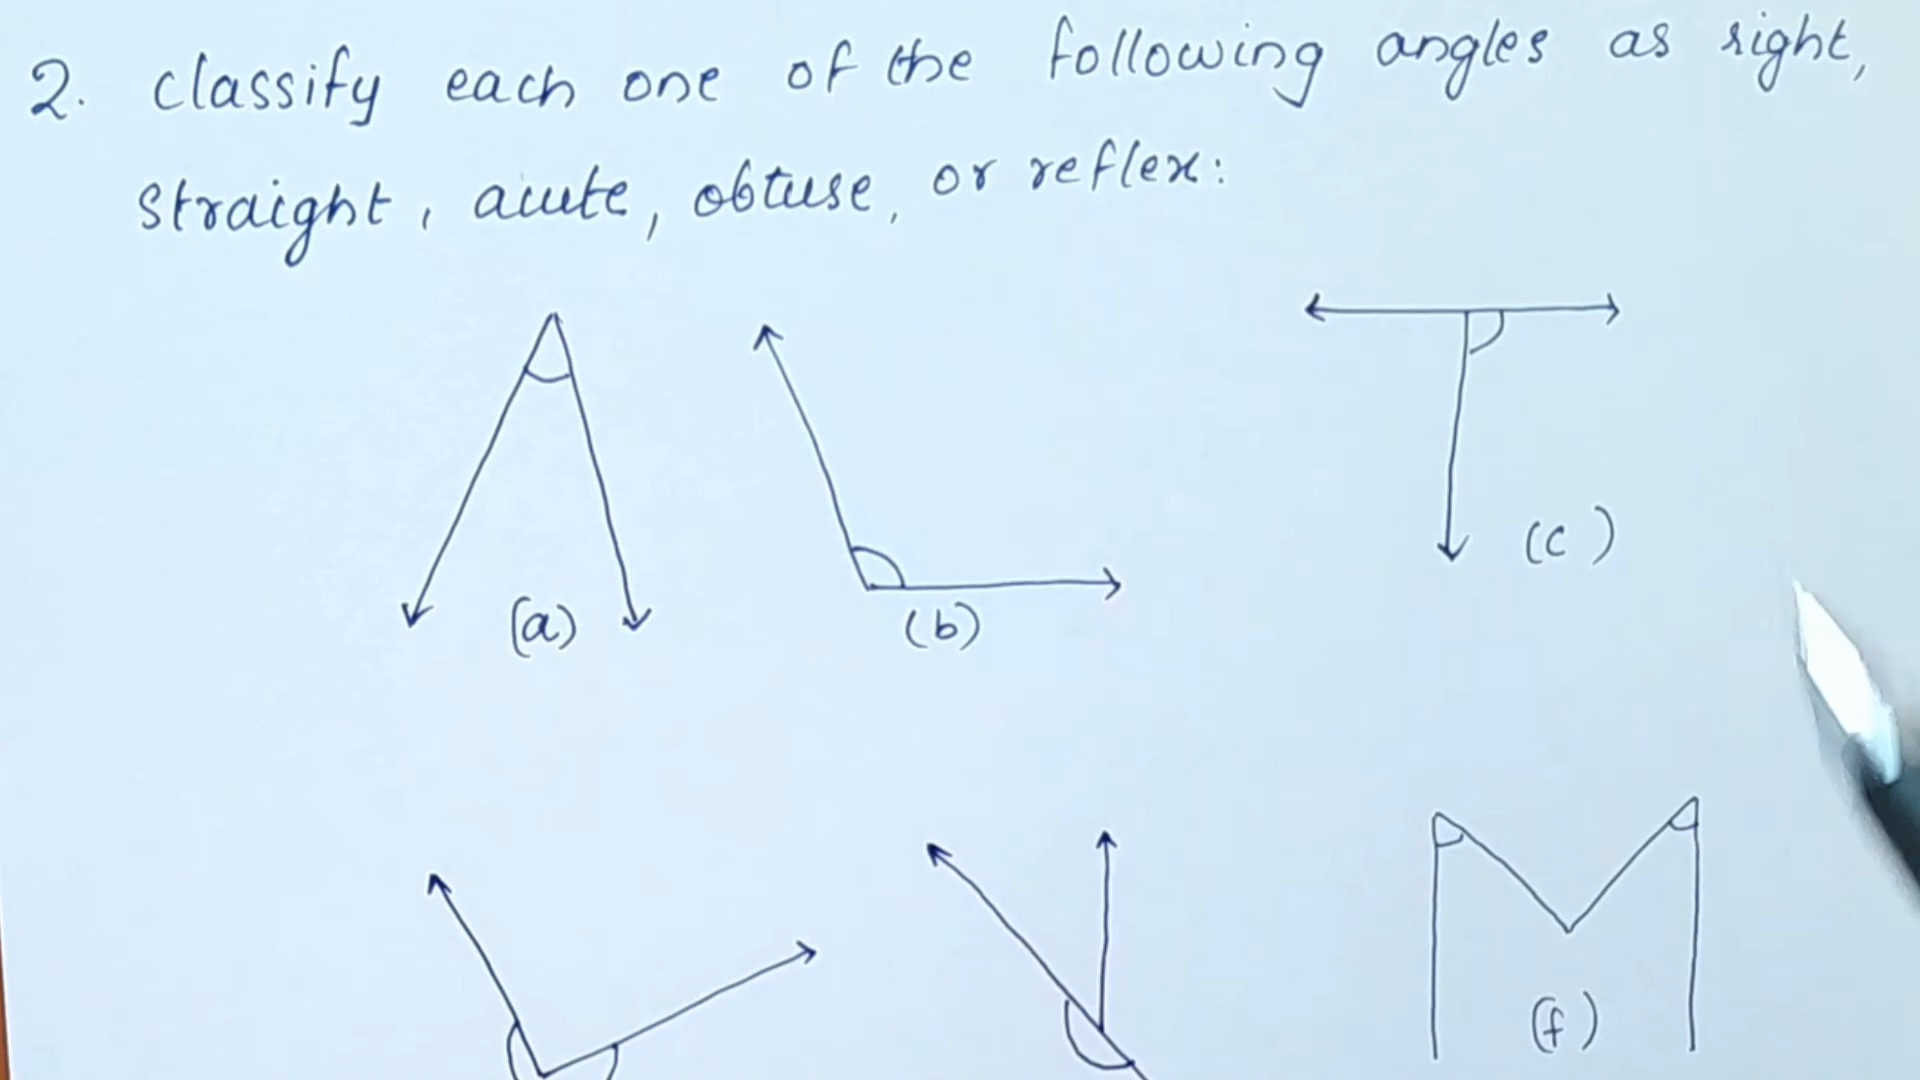 2. classify each one of the following angles as right,
straight, acute, obtuse, or reflex:
(c)
(a) (b)
(f)